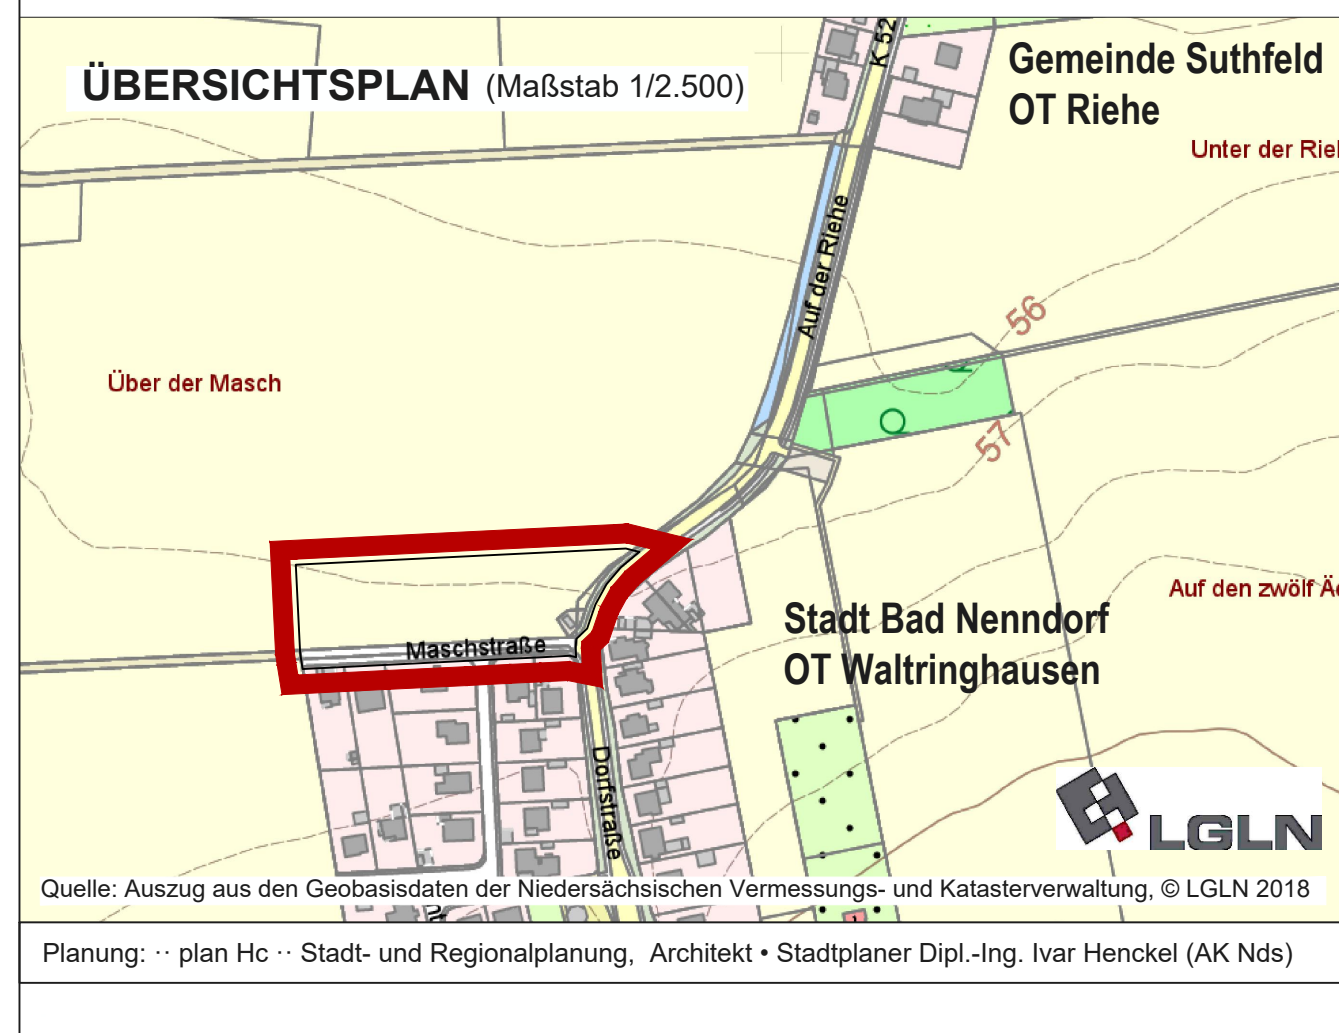 ÜBERSICHTSPLAN (Maßstab 1/2.500)
K 52
Gemeinde Suthfeld
OT Riehe
Unter der
Auf der Riehe
56
Über der Masch
57
Auf den zwölf
Stadt Bad Nenndorf
OT Waltringhausen
Maschstraße
Dorfstraße
LGLN
Quelle: Auszug aus den Geobasisdaten der Niedersächsischen Vermessungs- und Katasterverwaltung, © LGLN 2018
Planung: ·· plan Hc ·· Stadt- und Regionalplanung, Architekt • Stadtplaner Dipl.-Ing. Ivar Henckel (AK Nds)